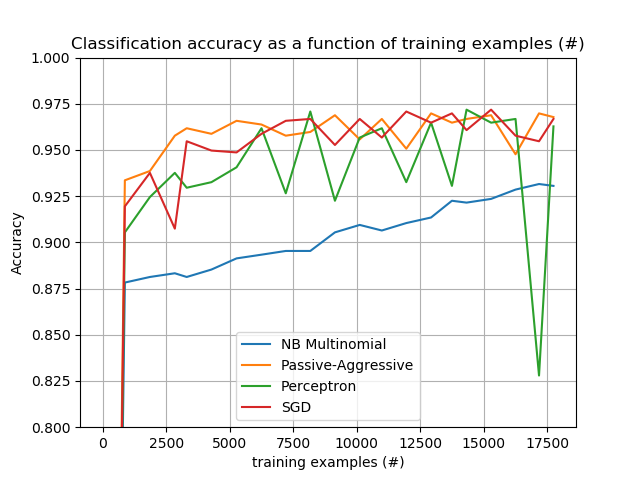 Classification accuracy as a function of training examples (#)
1.000
0.975
0.950
0.925
0.900
0.875
0.850
0.825
0.800
Accuracy
NB Multinomial
Passive-Aggressive
Perceptron
SGD
0 2500 5000 7500 10000 12500 15000 17500
training examples (#)